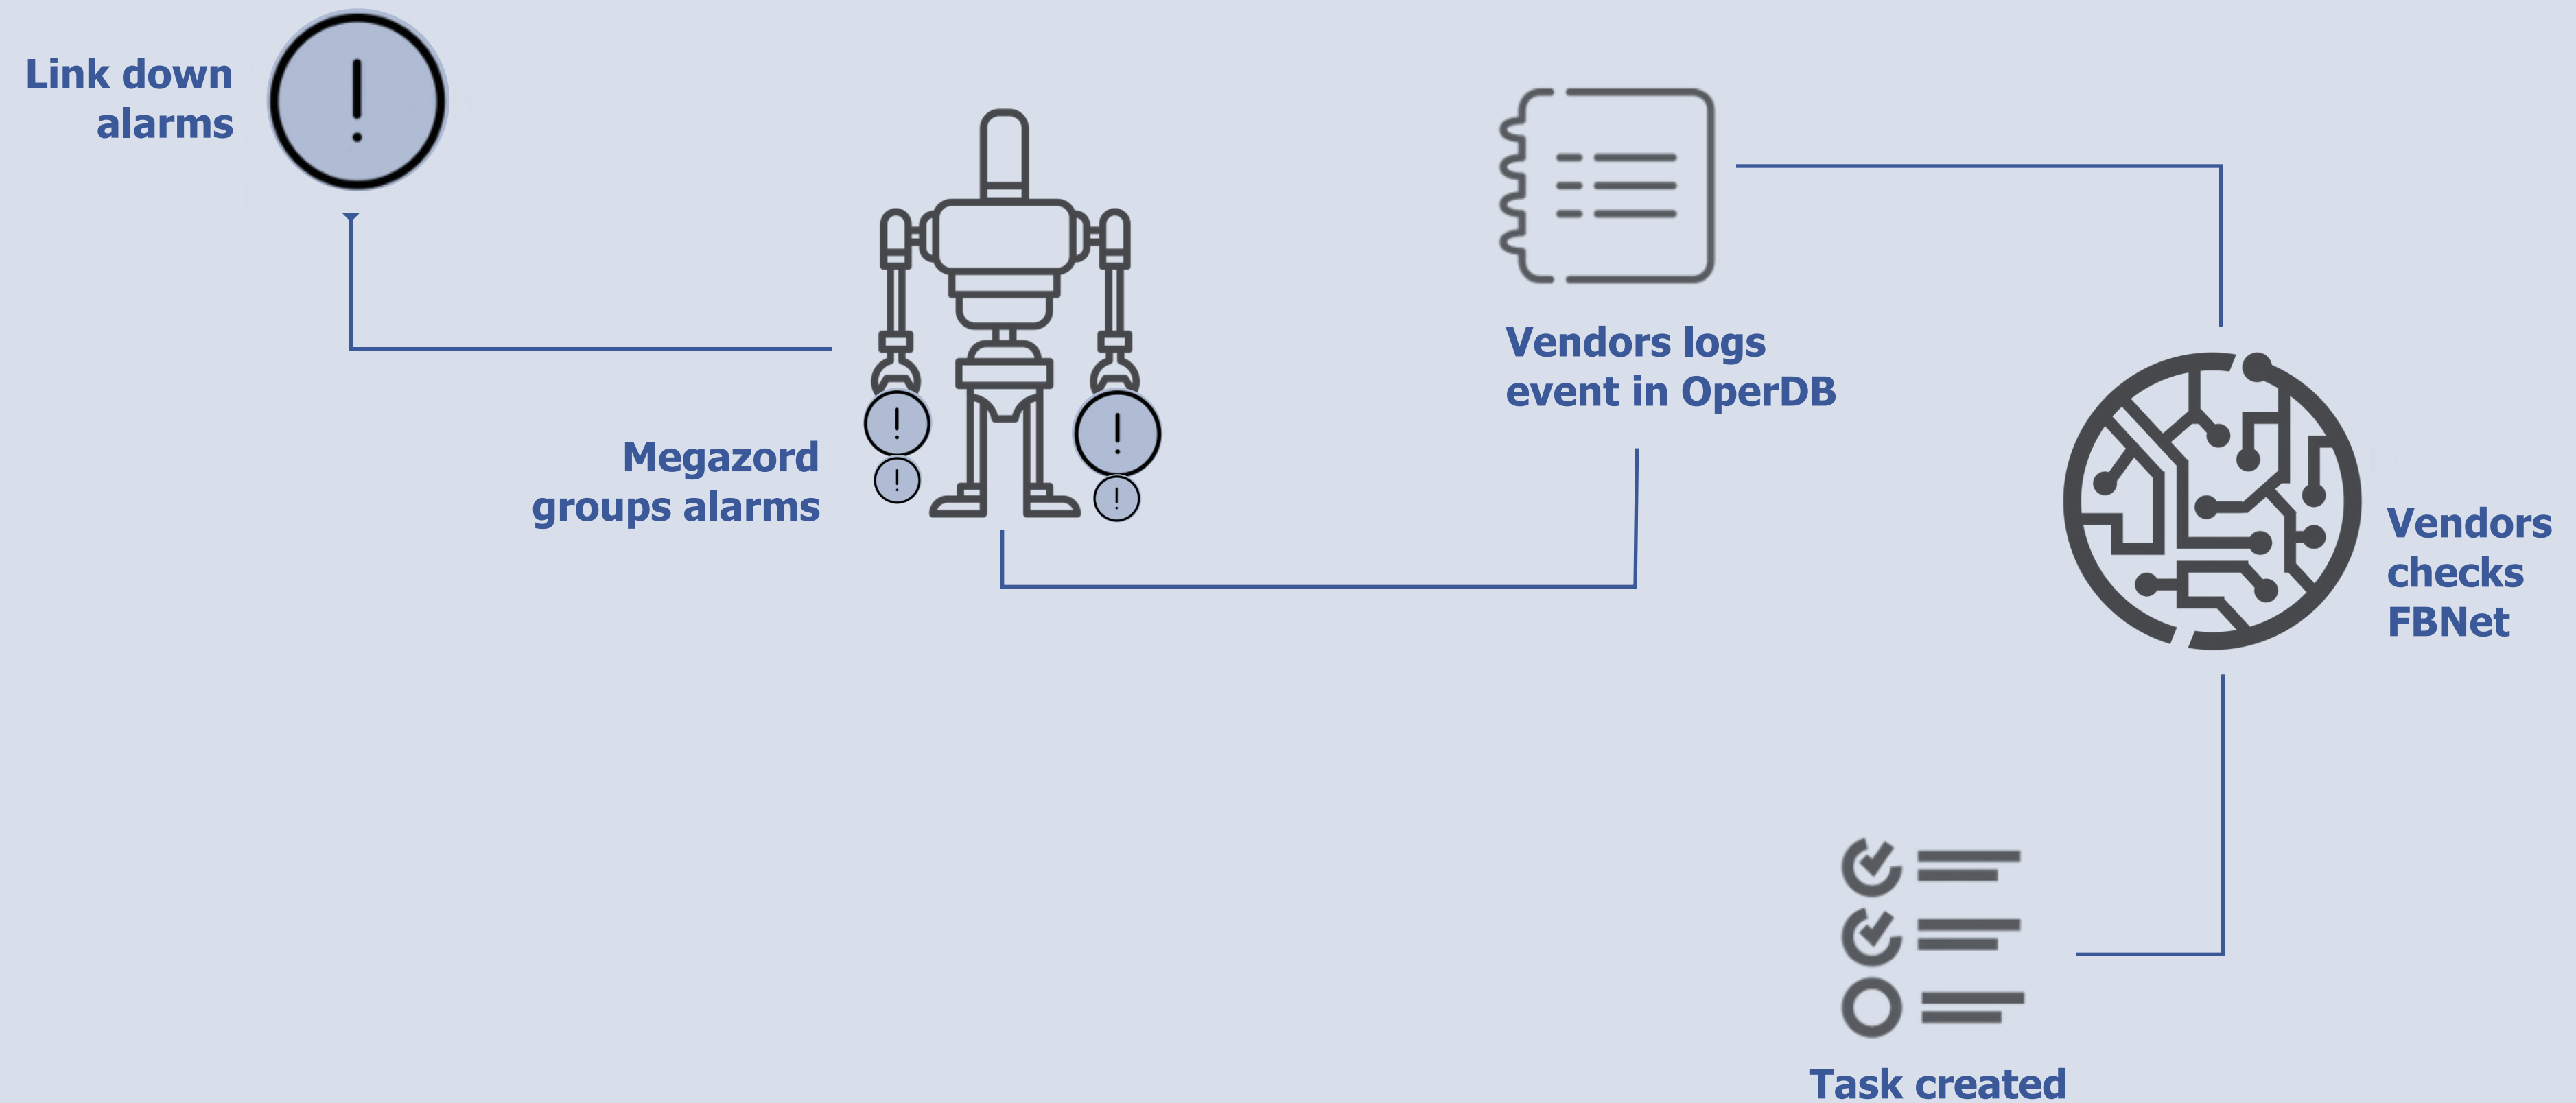 Link down
alarms
Megazord
groups alarms
Vendors logs
event in OperDB
Vendors
checks
FBNet
Task created